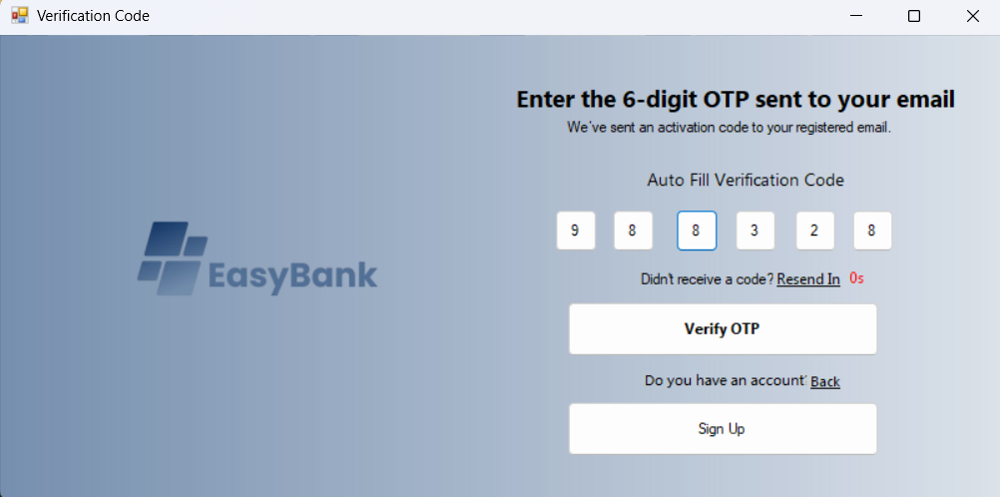 Verification Code
Enter the 6-digit OTP sent to your email
We've sent an activation code to your registered email.
Auto Fill Verification Code
9 8 8 3 2 8
EasyBank
Didn't receive a code? Resend In 0s
Verify OTP
Do you have an account? Back
Sign Up